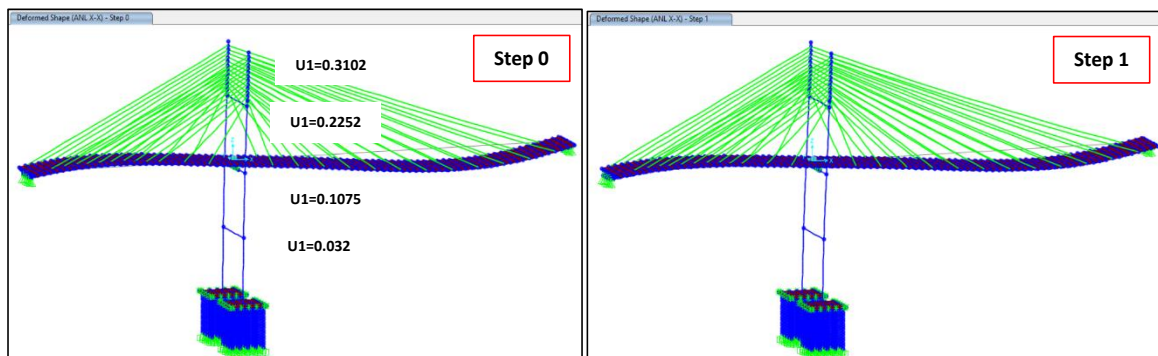 Deformed Shape (ANL X-X) - Step 0
Step 0
U1=0.3102
U1=0.2252
U1=0.1075
U1=0.032
Deformed Shape (ANL X-X) - Step 1
Step 1